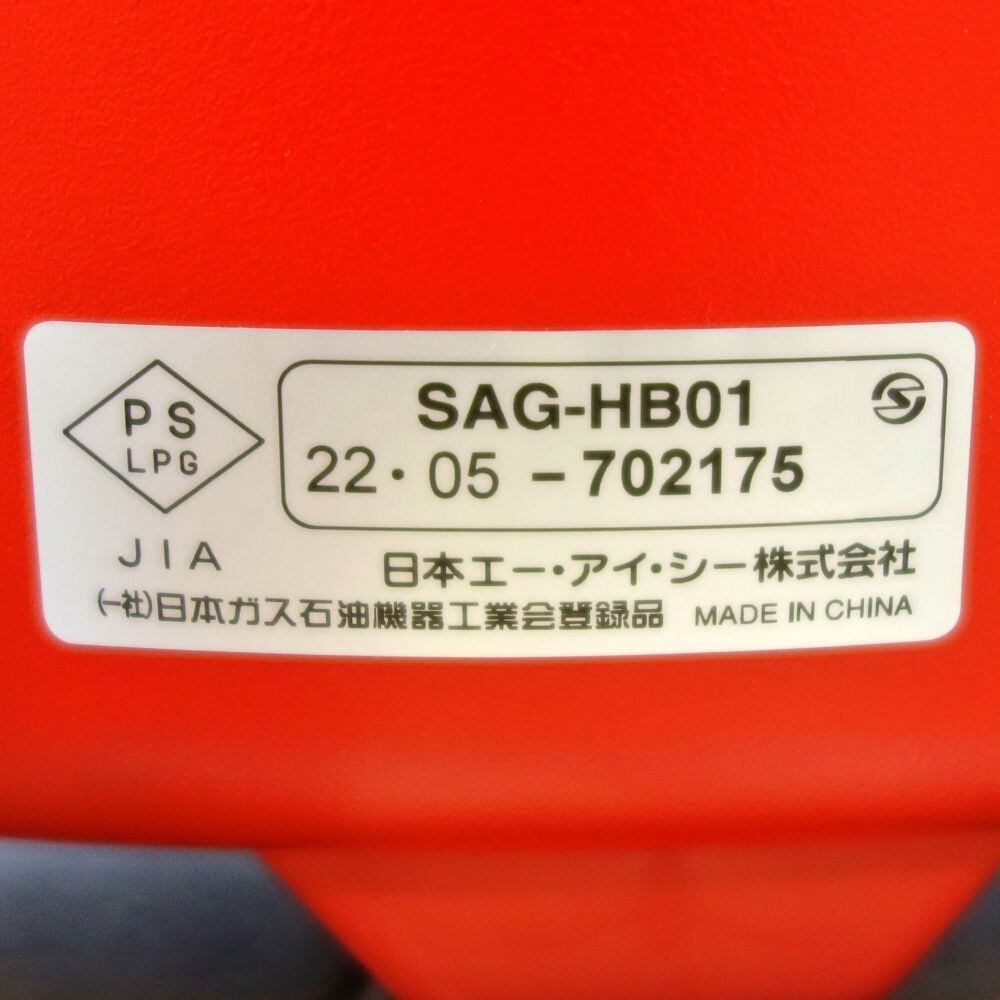 PS
LPG
JIA
SAG-HB01
22・05 -702175
日本エー・アイ・シー株式会社
(一社)日本ガス石油機器工業会登録品 MADE IN CHINA